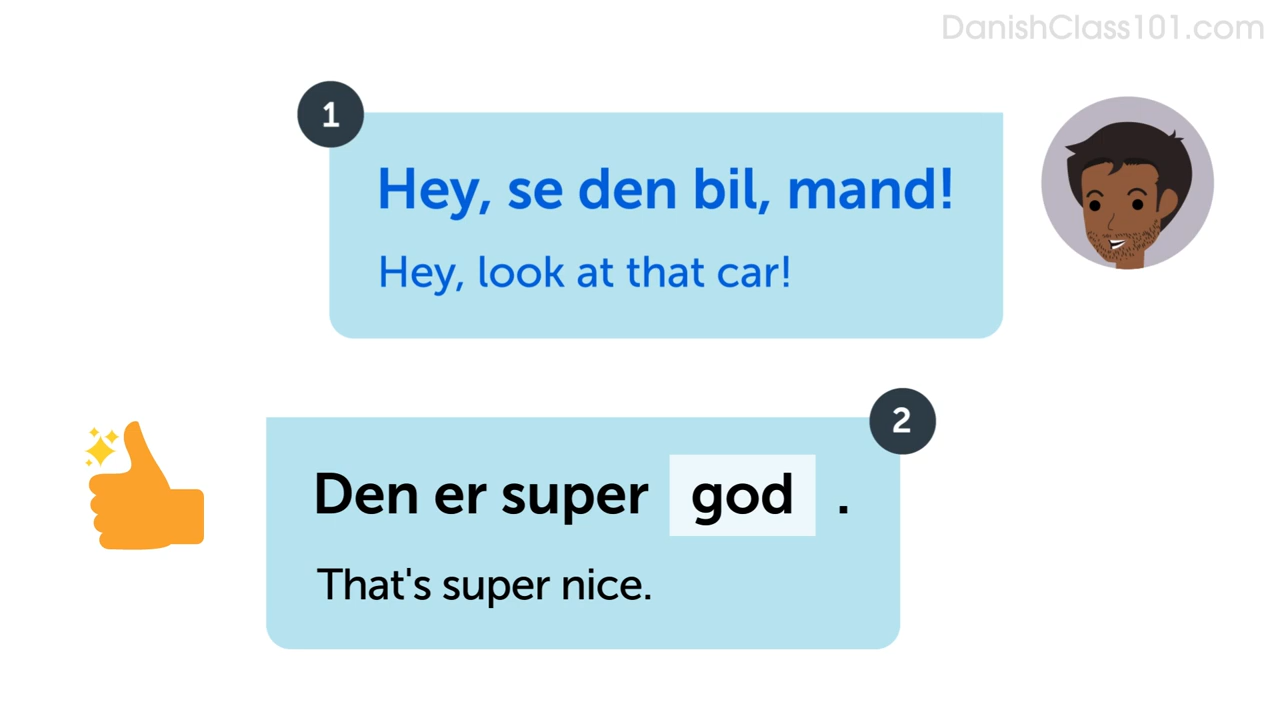 DanishClass101.com
1
Hey, se den bil, mand!
Hey, look at that car!
2
Den er super god .
That's super nice.